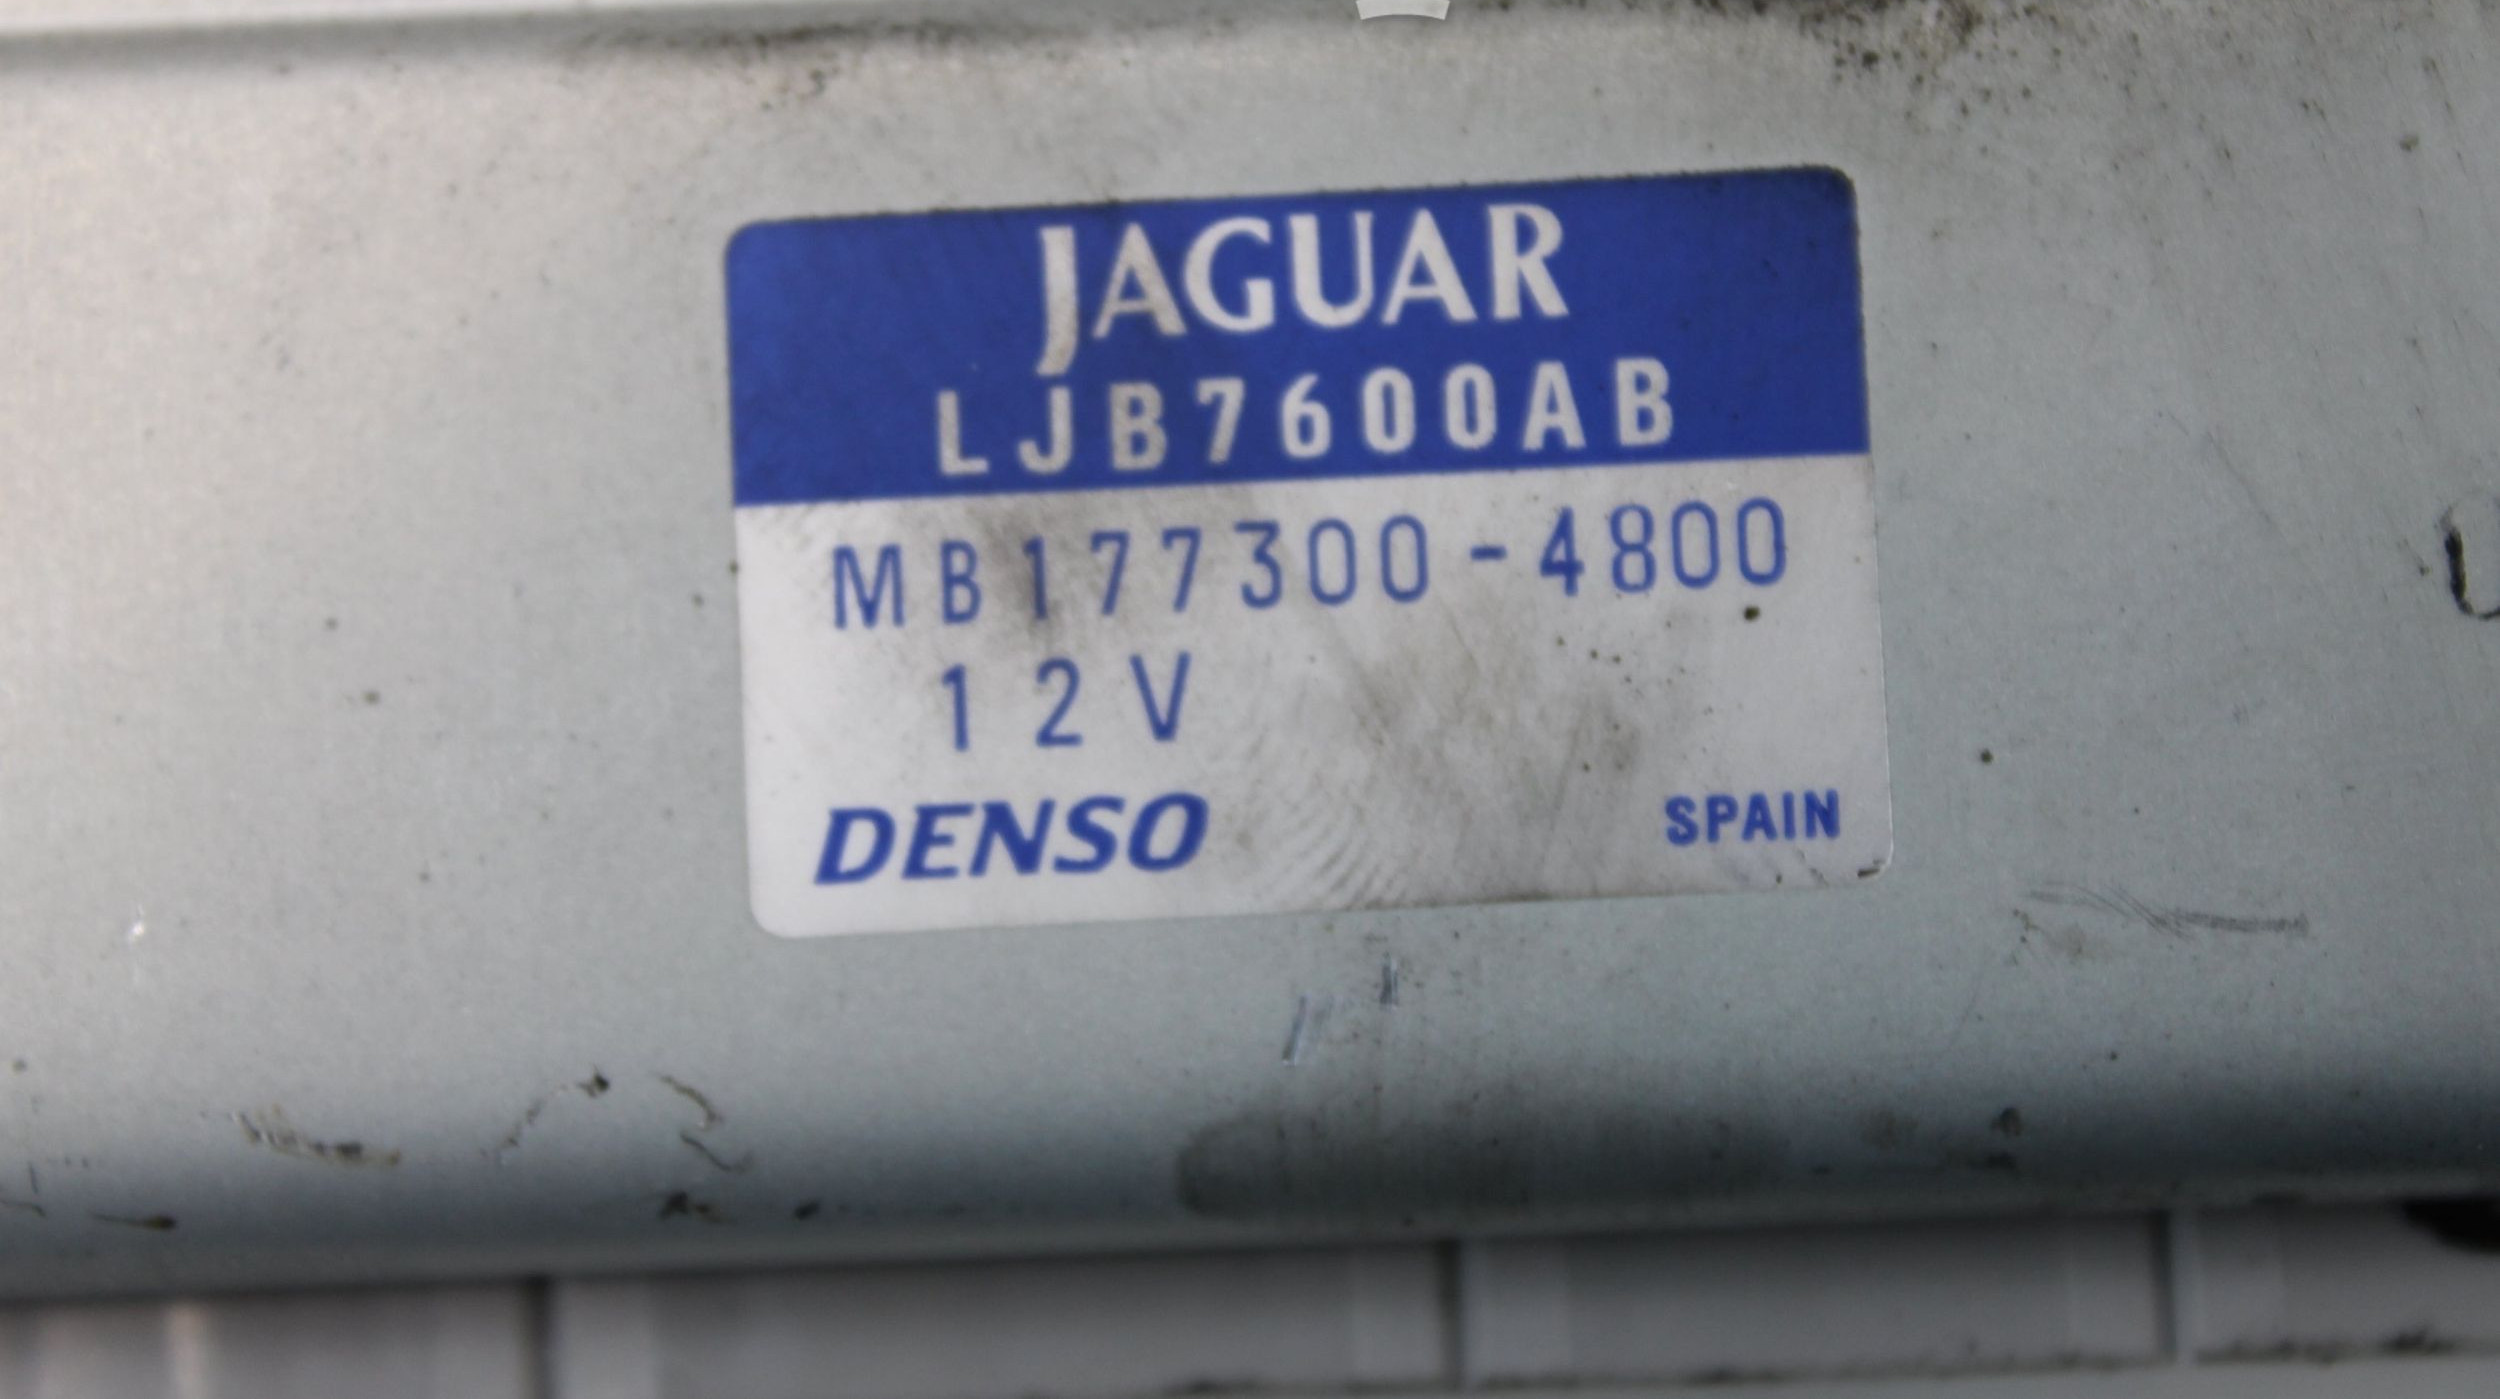 JAGUAR
LJB7600AB
MB177300-4800
12V
DENSO
SPAIN